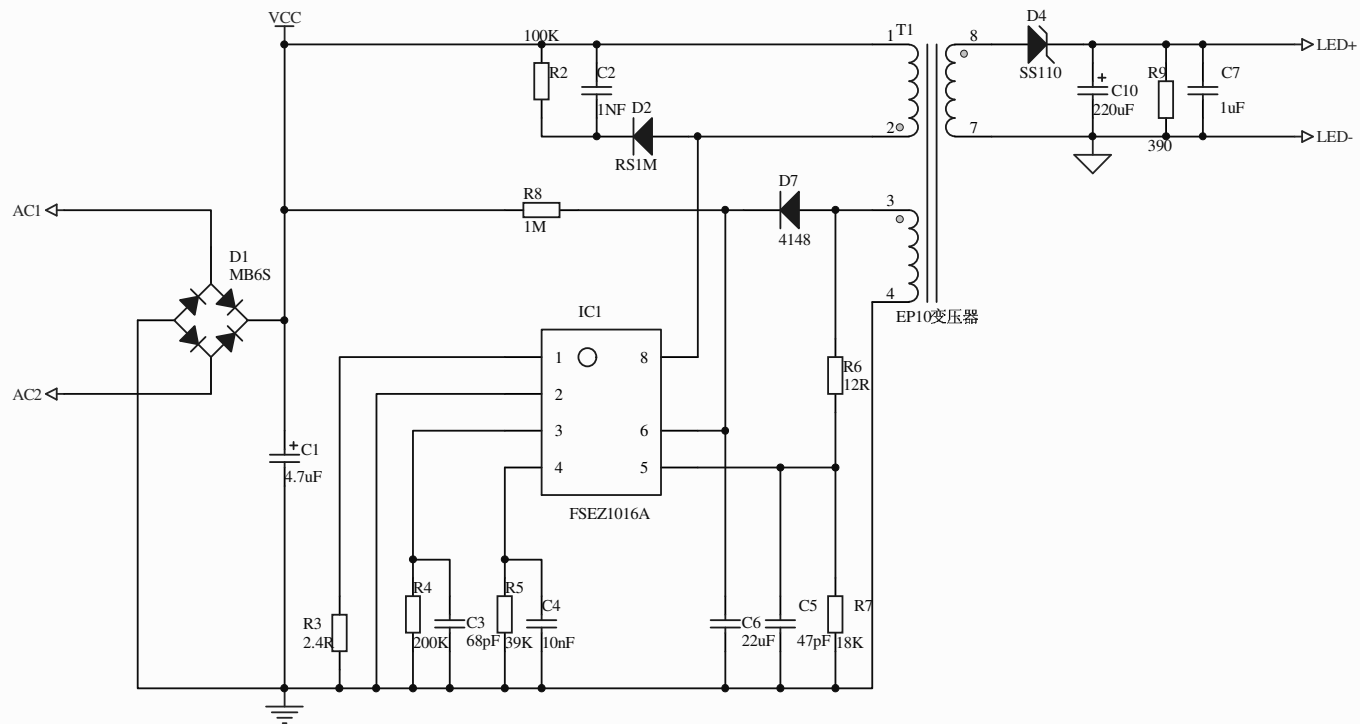 VCC
100K
R2
C2
1NF
D2
RS1M
1
T1
2
8
D4
SS110
7
C10
220uF
R9
390
C7
1uF
LED+
LED-
AC1
AC2
D1
MB6S
R8
1M
D7
4148
3
4
EP10变压器
IC1
1
2
3
4
8
6
5
FSEZ1016A
R6
12R
C1
4.7uF
R3
2.4R
R4
200K
C3
68pF
R5
39K
C4
10nF
C6
22uF
C5
47pF
R7
18K